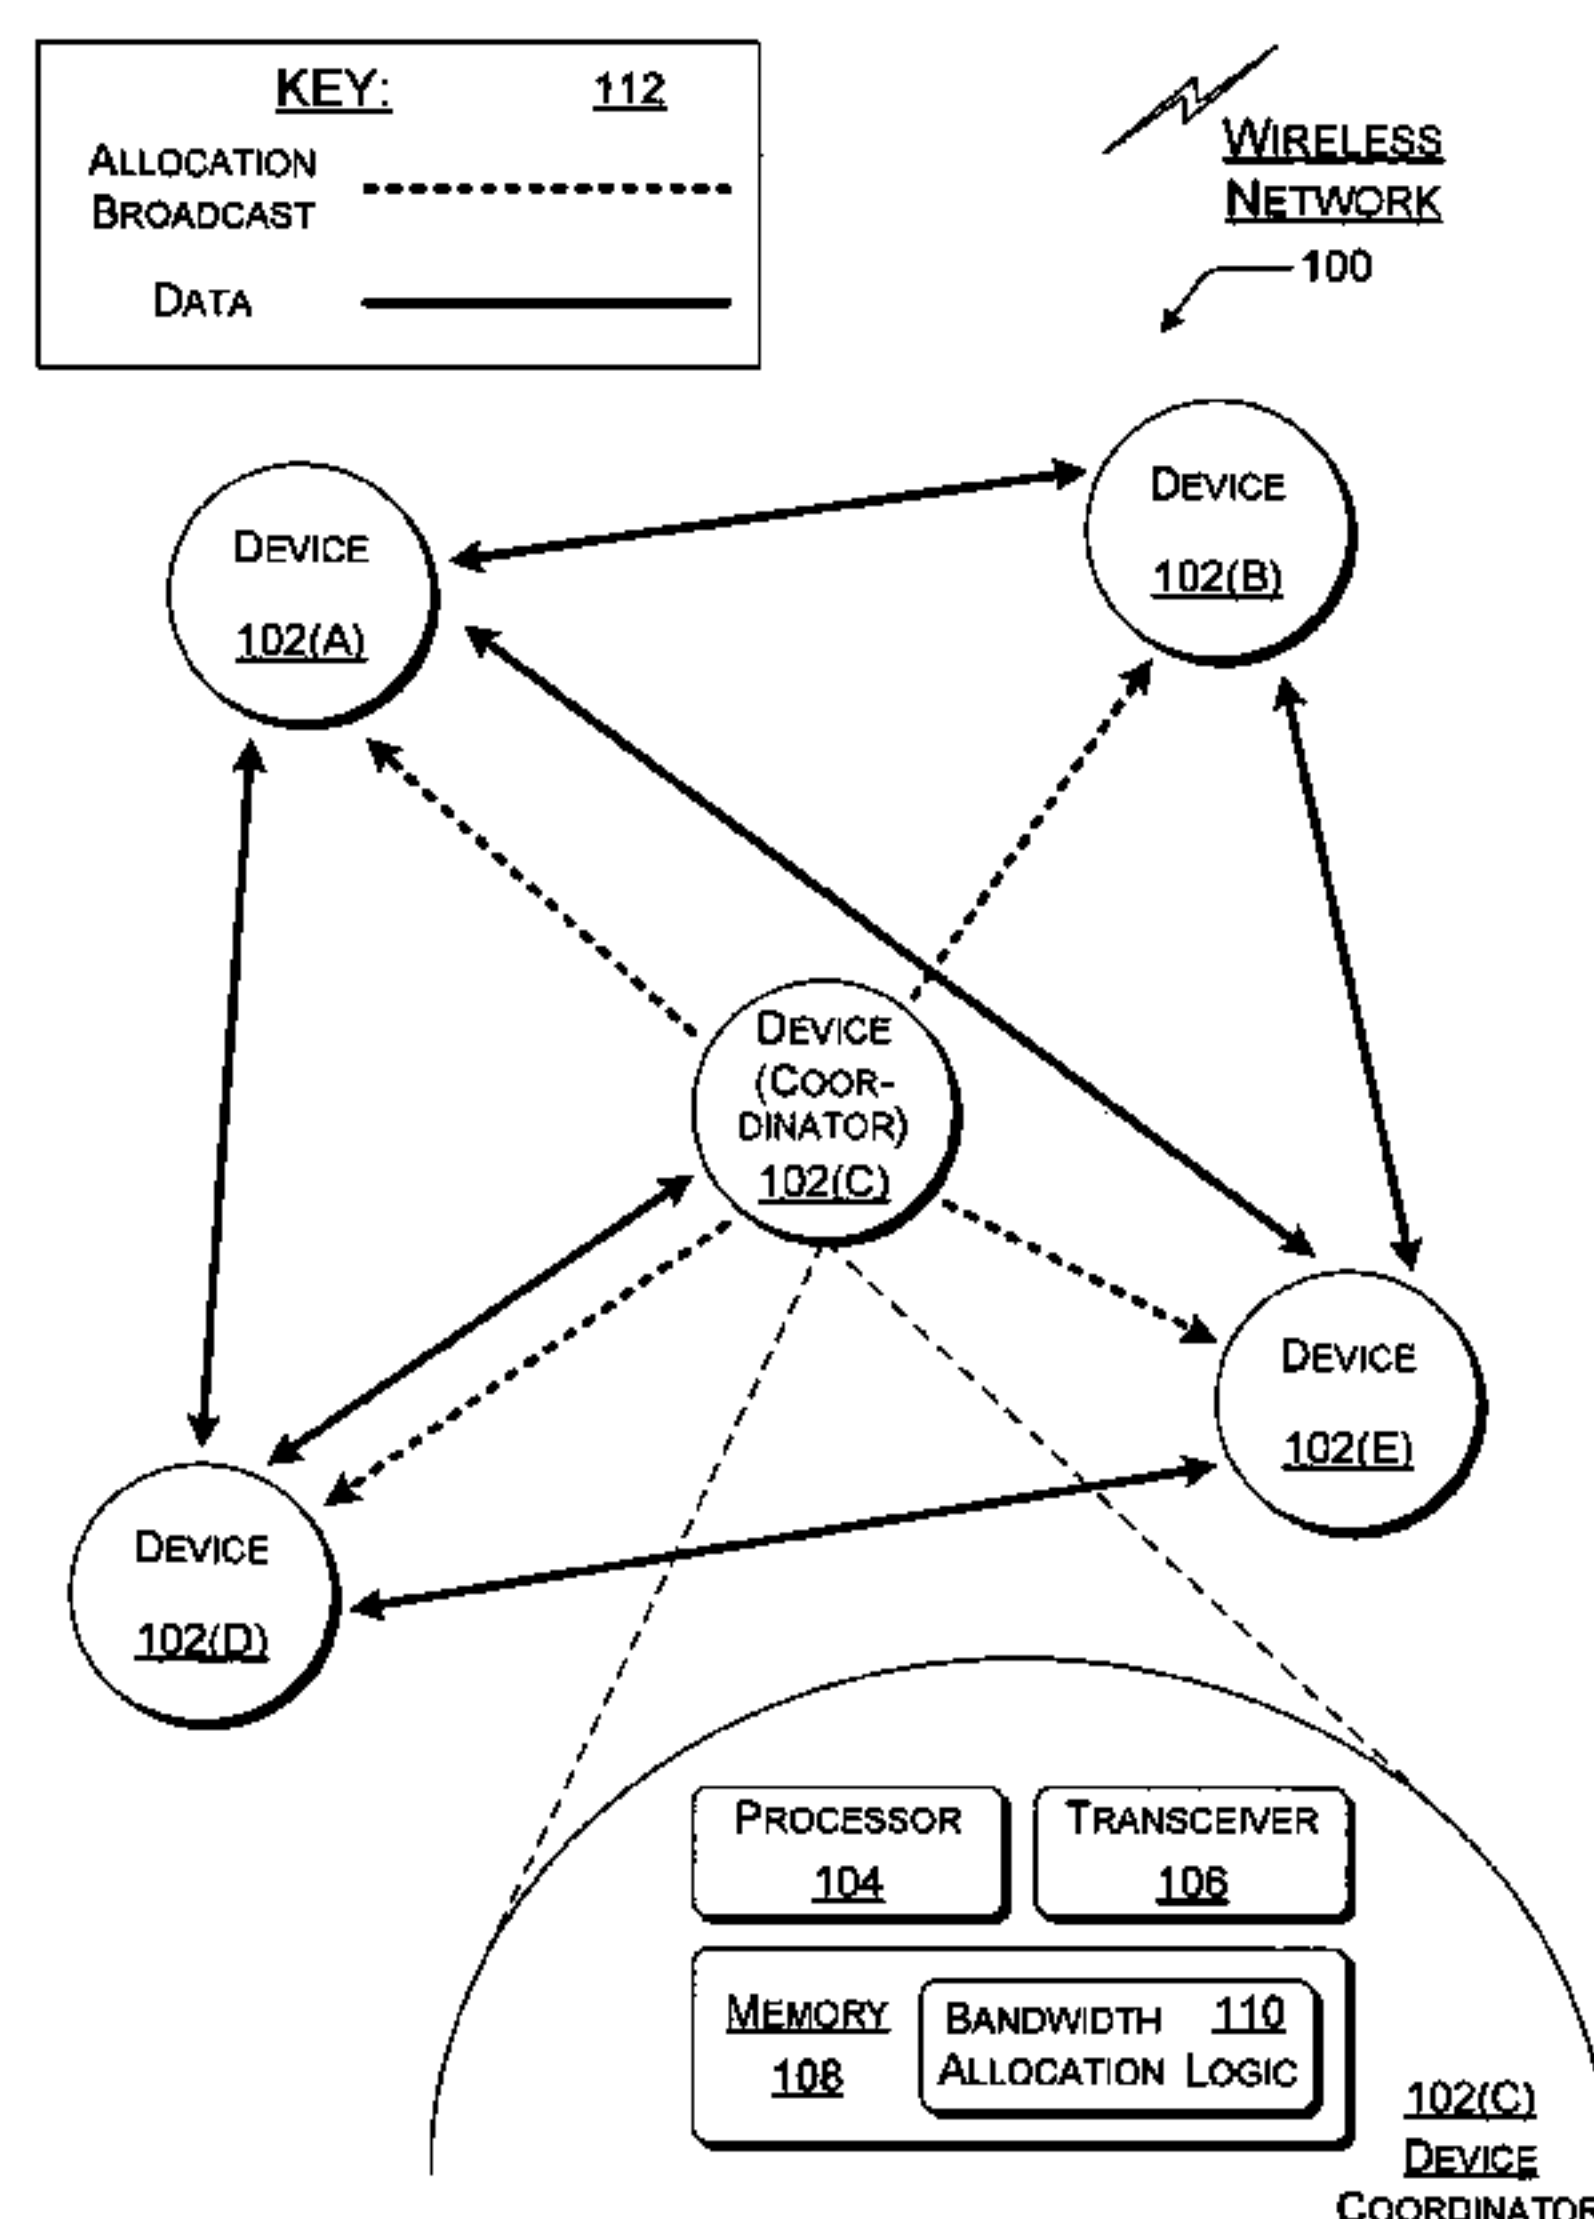 KEY: 112
ALLOCATION
BROADCAST
DATA
WIRELESS
NETWORK
100
DEVICE
102(A)
DEVICE
102(B)
DEVICE
(COOR-
DINATOR)
102(C)
DEVICE
102(E)
DEVICE
102(D)
PROCESSOR
104
TRANSCEIVER
106
MEMORY
108
BANDWIDTH 110
ALLOCATION LOGIC
102(C)
DEVICE
COORDINATOR